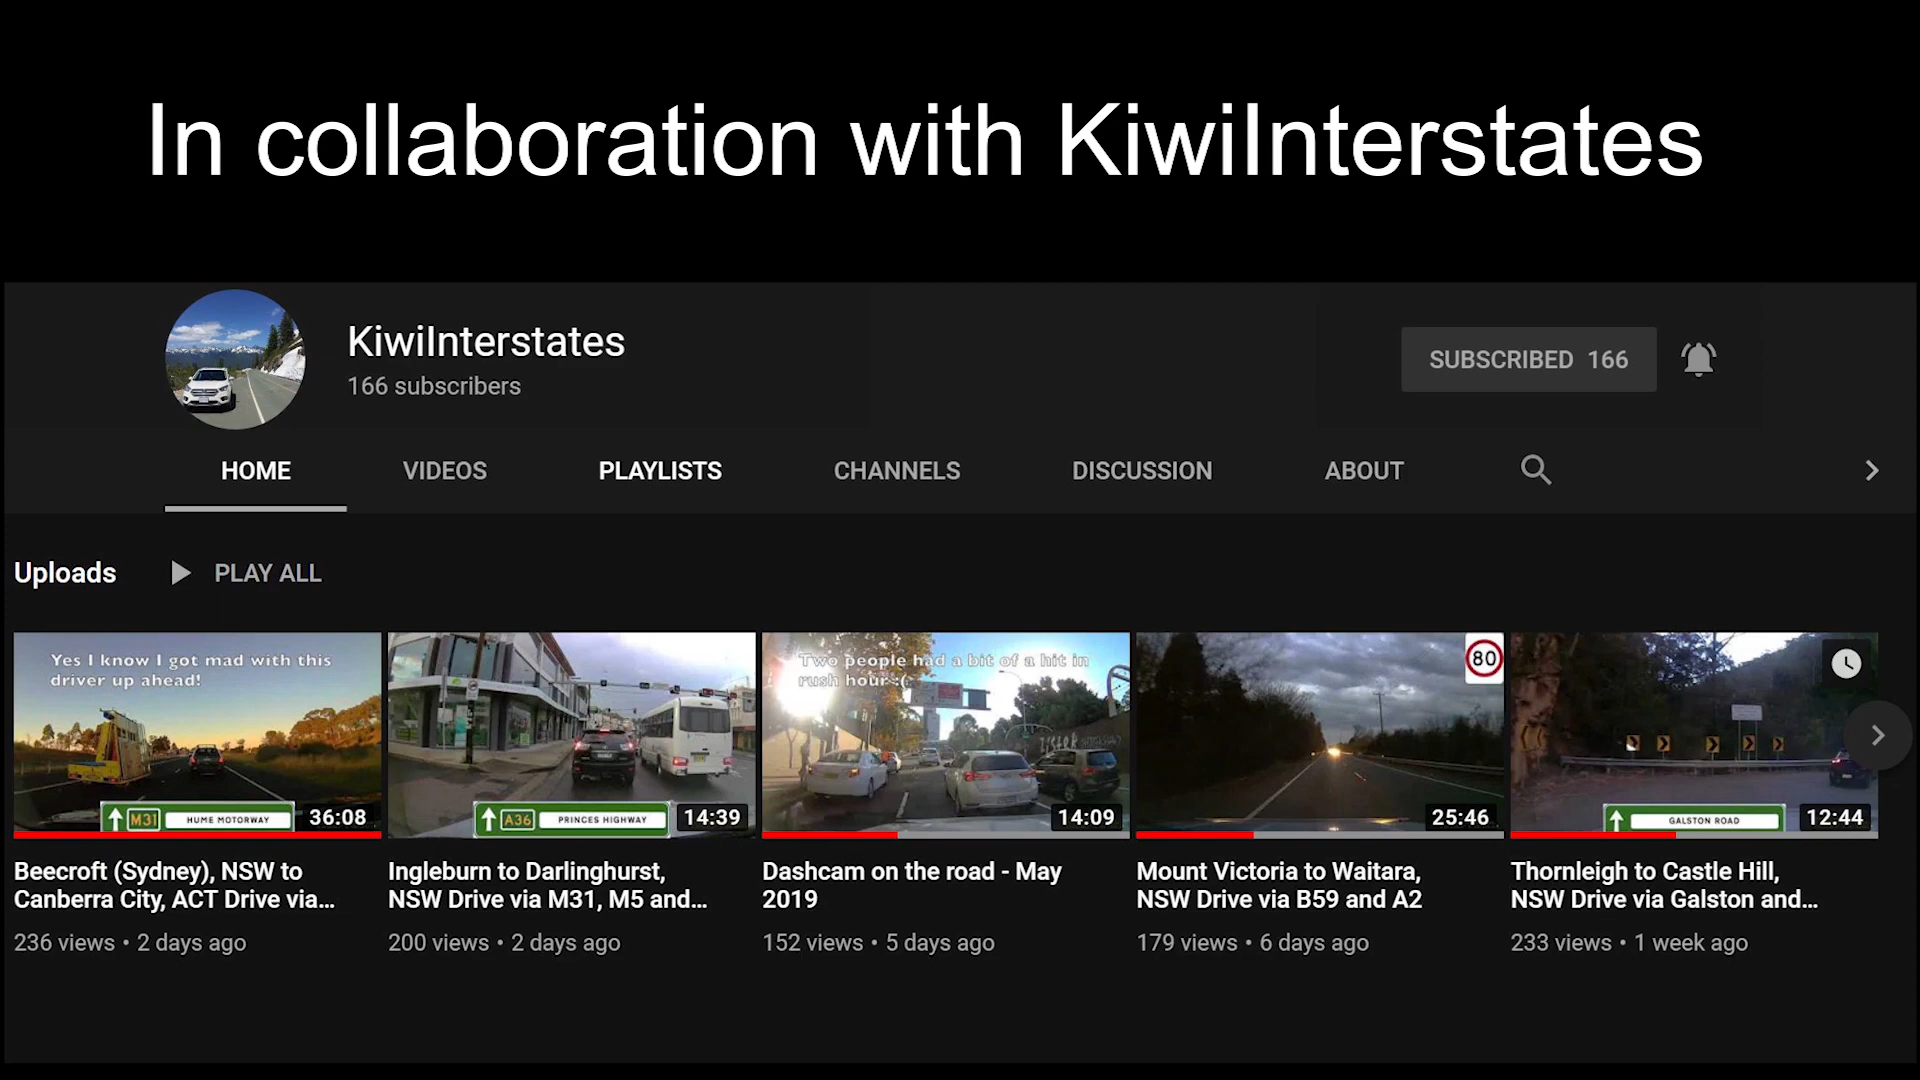 In collaboration with KiwiInterstates
KiwiInterstates
166 subscribers
SUBSCRIBED 166
HOME VIDEOS PLAYLISTS CHANNELS DISCUSSION ABOUT
Uploads PLAY ALL
Yes I know I got mad with this
driver up ahead!
M31 HUME MOTORWAY
36:08
Beecroft (Sydney), NSW to
Canberra City, ACT Drive via...
236 views • 2 days ago
A36 PRINCES HIGHWAY
14:39
Ingleburn to Darlinghurst,
NSW Drive via M31, M5 and...
200 views • 2 days ago
Two people had a bit of a hit in
rush hour :(
14:09
Dashcam on the road - May
2019
152 views • 5 days ago
80
25:46
Mount Victoria to Waitara,
NSW Drive via B59 and A2
179 views • 6 days ago
GALSTON ROAD
12:44
Thornleigh to Castle Hill,
NSW Drive via Galston and...
233 views • 1 week ago